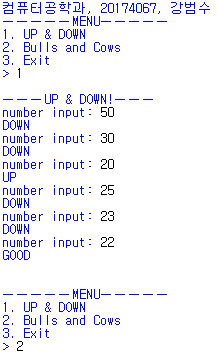 컴퓨터공학과, 20174067, 강범수
-----MENU-----
1. UP & DOWN
2. Bulls and Cows
3. Exit
> 1
---UP & DOWN!---
number input: 50
DOWN
number input: 30
DOWN
number input: 20
UP
number input: 25
DOWN
number input: 23
DOWN
number input: 22
GOOD
-----MENU-----
1. UP & DOWN
2. Bulls and Cows
3. Exit
> 2